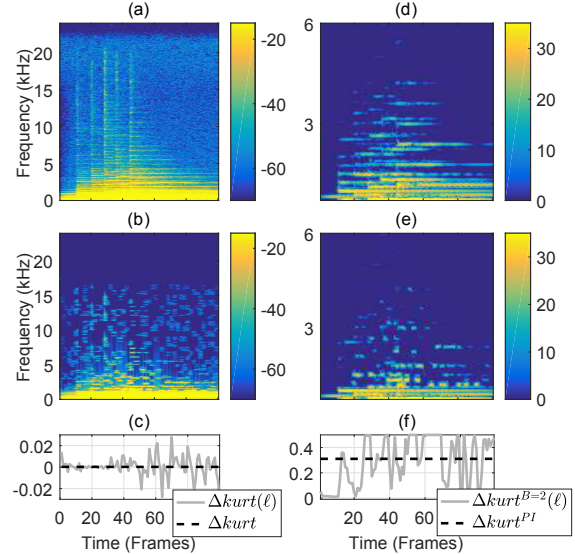 (a)
(d)
Frequency (kHz)
20
15
10
5
0
-20
-40
-60
6
3
0
30
20
10
0
(b)
(e)
Frequency (kHz)
20
15
10
5
0
-20
-40
-60
6
3
0
30
20
10
0
(c)
(f)
0.02
0
-0.02
0.4
0.2
0
0 20 40 60
20 40 60
Δkurt(ℓ)
Δkurt
Δkurt^{B=2}(ℓ)
Δkurt^{PI}
Time (Frames)
Time (Frames)